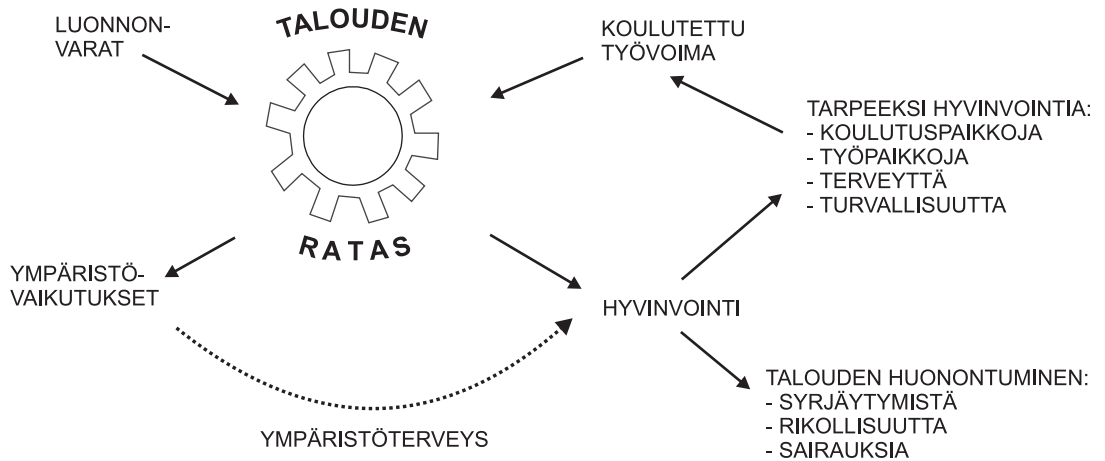 LUONNON-
VARAT
TALOUDEN
RATAS
KOULUTETTU
TYÖVOIMA
TARPEEKSI HYVINVOINTIA:
- KOULUTUSPAIKKOJA
- TYÖPAIKKOJA
- TERVEYTTÄ
- TURVALLISUUTTA
YMPÄRISTÖ-
VAIKUTUKSET
HYVINVOINTI
TALOUDEN HUONONTUMINEN:
- SYRJÄYTYMISTÄ
- RIKOLLISUUTTA
- SAIRAUKSIA
YMPÄRISTÖTERVEYS